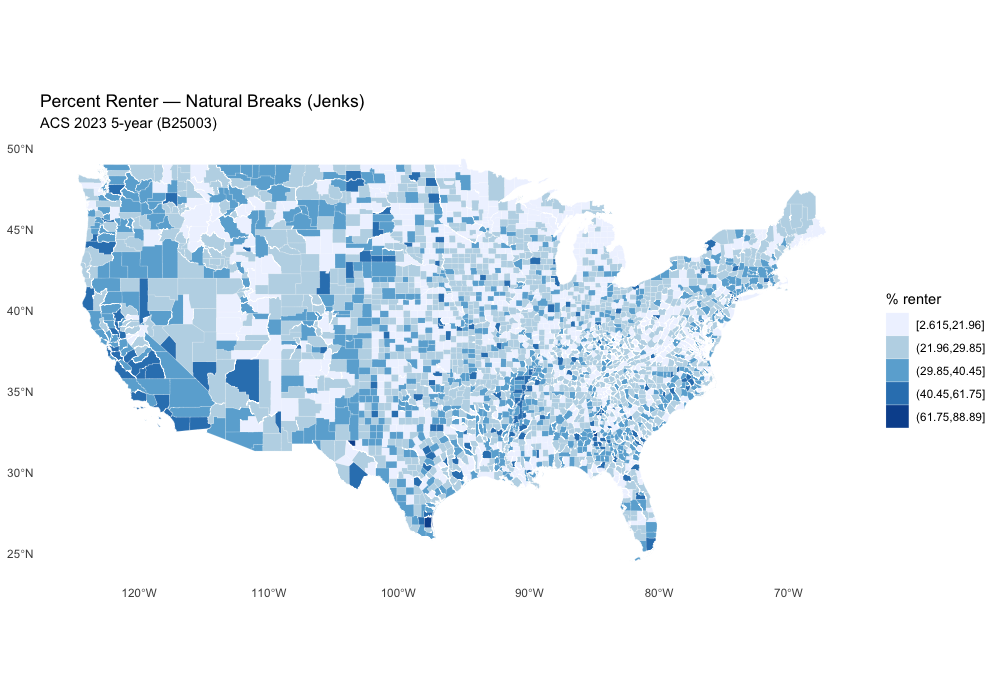 Percent Renter — Natural Breaks (Jenks)
ACS 2023 5-year (B25003)
50°N
45°N
40°N
35°N
30°N
25°N
120°W 110°W 100°W 90°W 80°W 70°W
% renter
[2.615,21.96]
(21.96,29.85]
(29.85,40.45]
(40.45,61.75]
(61.75,88.89]